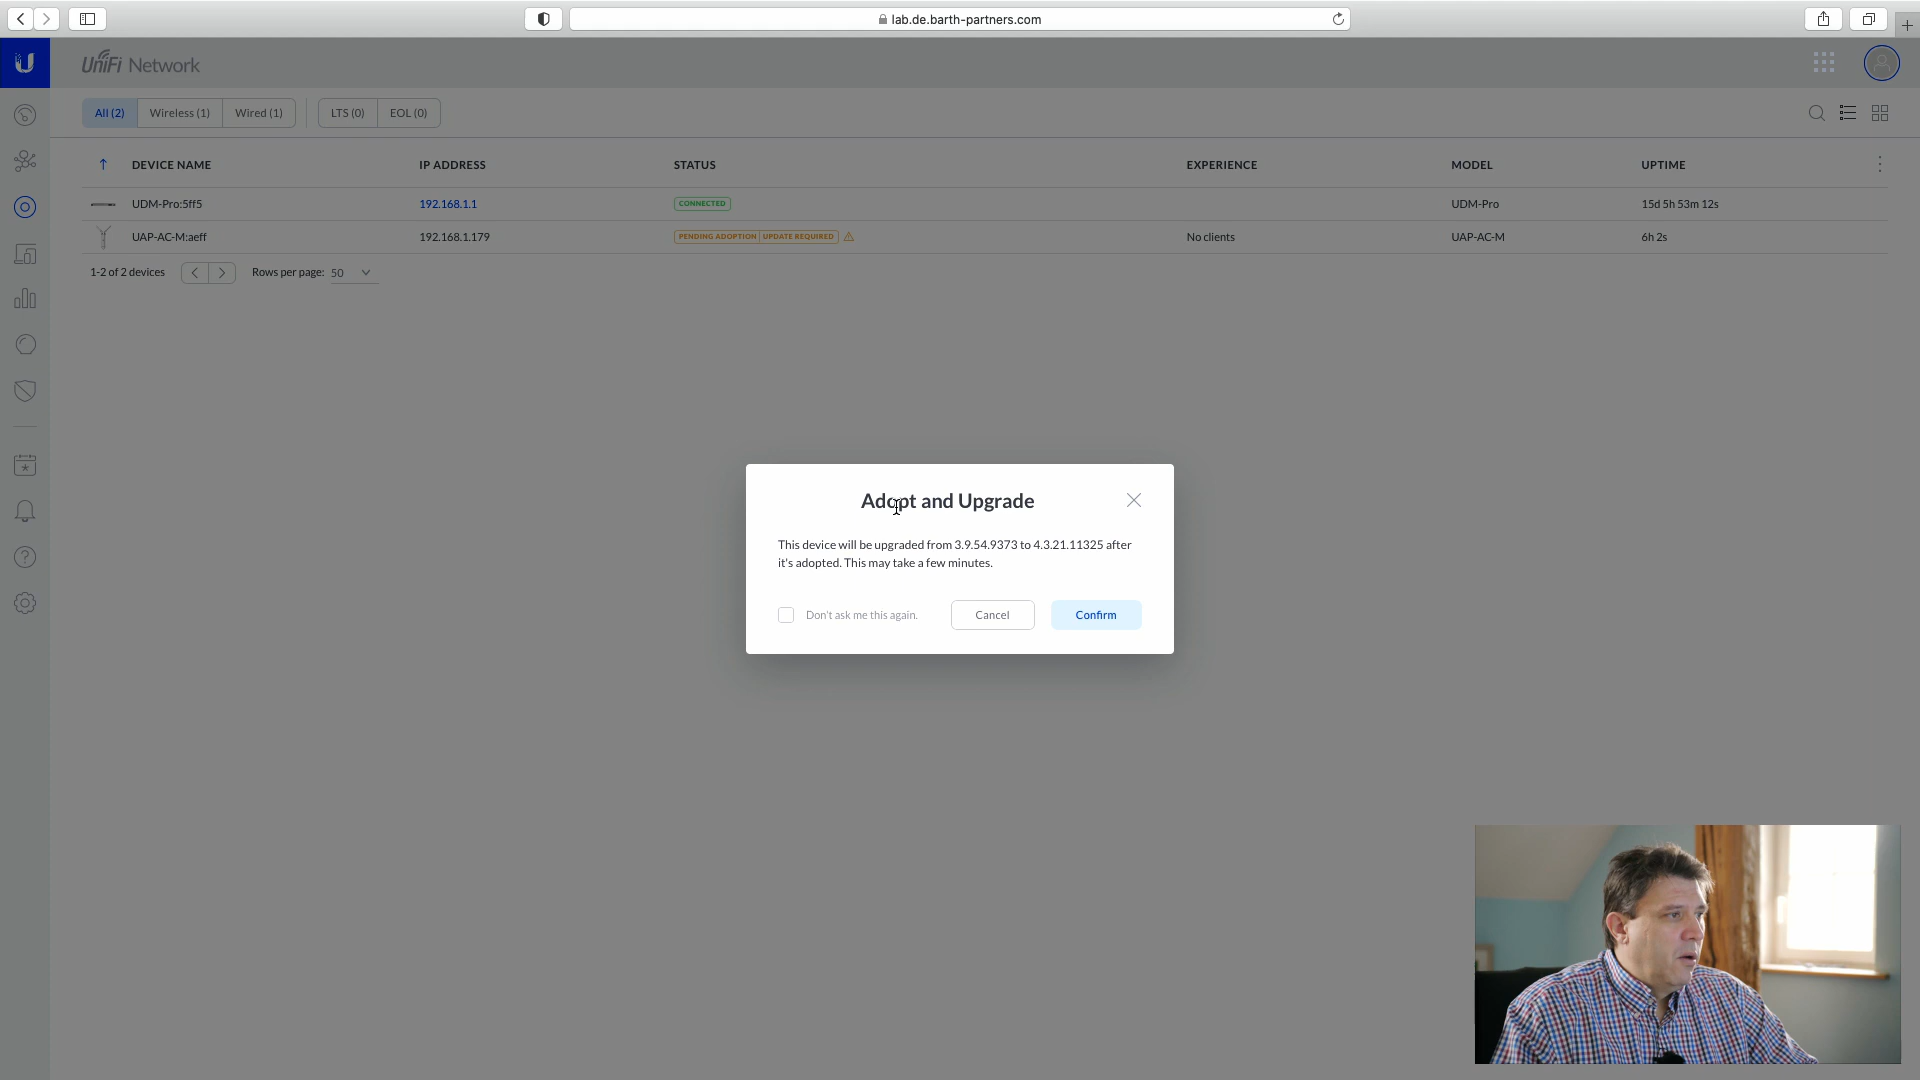 lab.de.barth-partners.com
UniFi Network
All (2) Wireless (1) Wired (1) LTS (0) EOL (0)
DEVICE NAME IP ADDRESS STATUS EXPERIENCE MODEL UPTIME
UDM-Pro:5ff5 192.168.1.1 CONNECTED UDM-Pro 15d 5h 53m 12s
UAP-AC-M:aeff 192.168.1.179 PENDING ADOPTION UPDATE REQUIRED No clients UAP-AC-M 6h 2s
1-2 of 2 devices Rows per page: 50
Adopt and Upgrade
This device will be upgraded from 3.9.54.9373 to 4.3.21.11325 after
it's adopted. This may take a few minutes.
Don't ask me this again. Cancel Confirm